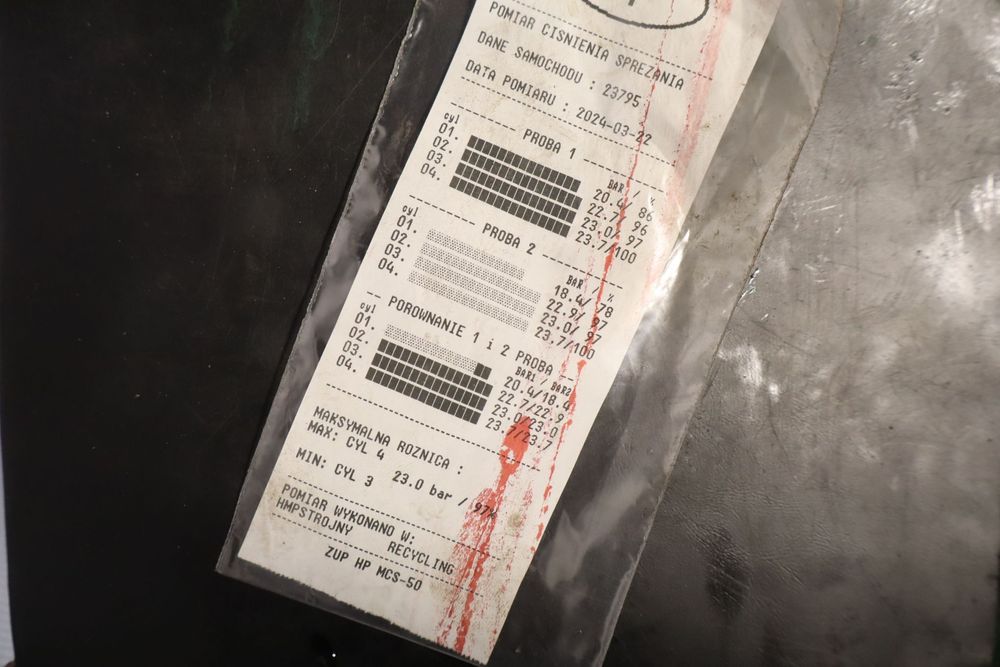 POMIAR CISNIENIA SPREZANIA
DANE SAMOCHODU : 23795
DATA POMIARU : 2024-03-22
cyl PROBA 1 BAR / %
01. 20.4/ 86
02. 22.7/ 96
03. 23.0/ 97
04. 23.7/100
cyl PROBA 2 BAR / %
01. 18.4/ 78
02. 22.9/ 97
03. 23.0/ 97
04. 23.7/100
POROWNANIE 1 i 2 PROBA
cyl BAR1 / BAR2
01. 20.4/18.4
02. 22.7/22.9
03. 23.0/23.0
04. 23.7/23.7
MAKSYMALNA ROZNICA :
MAX: CYL 4
MIN: CYL 3 23.0 bar / 97%
POMIAR WYKONANO W:
HMPSTROJNY RECYCLING
ZUP HP MCS-50